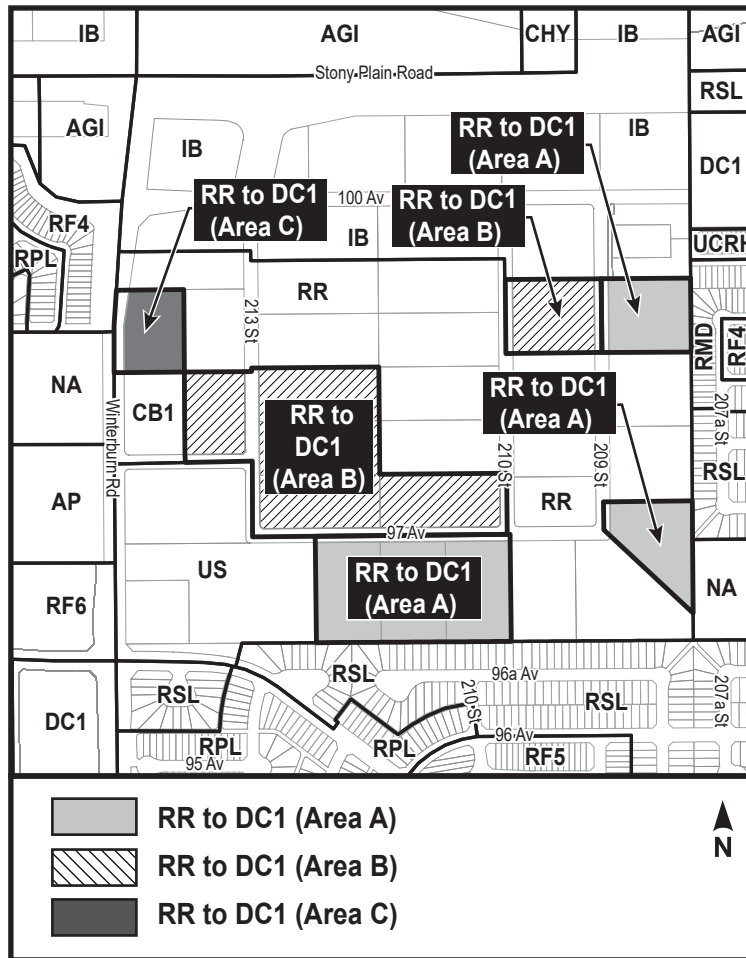 IB
AGI
CHY
IB
AGI
Stony Plain Road
RSL
AGI
IB
RR to DC1
(Area A)
IB
DC1
RR to DC1
(Area C)
100 Av
RR to DC1
(Area B)
RF4
IB
UCRH
RPL
RR
213 St
RMD
RF4
NA
Winterburn Rd
CB1
RR to
DC1
(Area B)
RR to DC1
(Area A)
210 St
209 St
207a St
RSL
AP
RR
97 Av
US
RR to DC1
(Area A)
NA
RF6
RSL
96a Av
RSL
210 St
RSL
207a St
DC1
RPL
RPL
96 Av
RF5
95 Av
RR to DC1 (Area A)
RR to DC1 (Area B)
RR to DC1 (Area C)
N